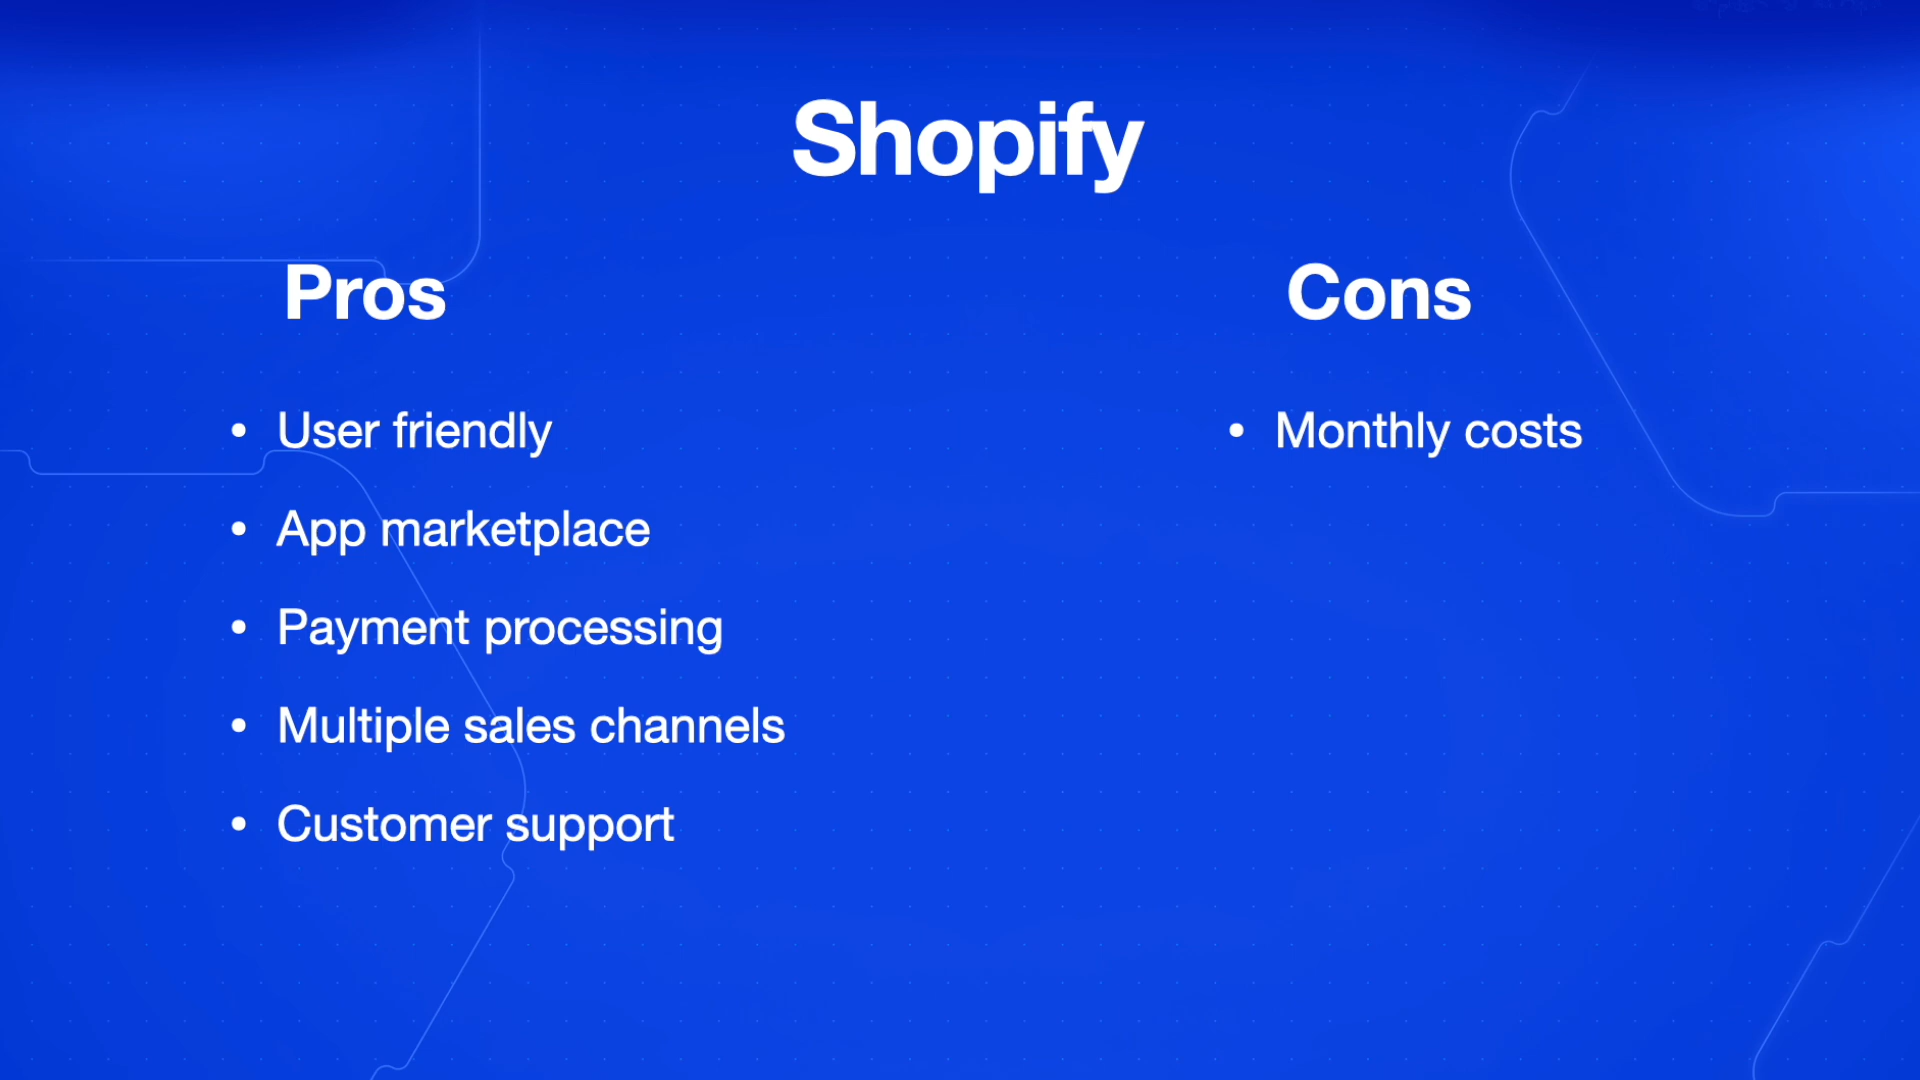 Shopify
Pros
• User friendly
• App marketplace
• Payment processing
• Multiple sales channels
• Customer support
Cons
• Monthly costs